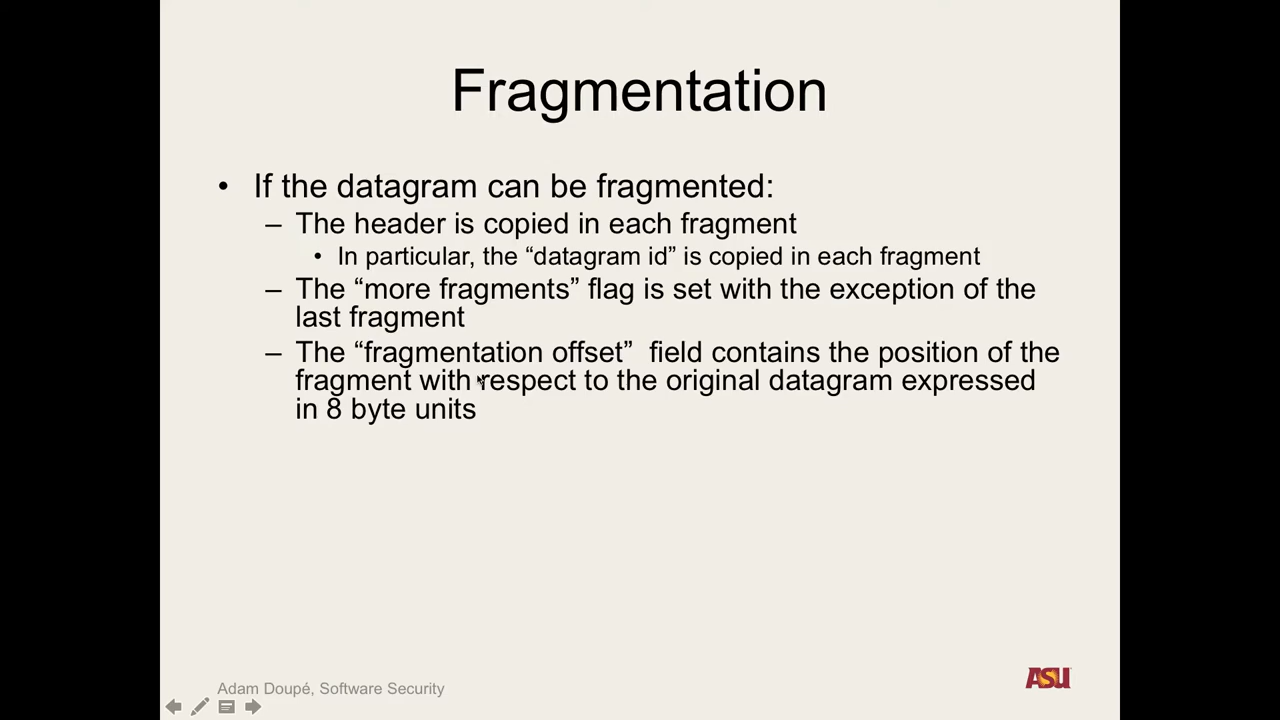 Fragmentation
• If the datagram can be fragmented:
– The header is copied in each fragment
• In particular, the “datagram id” is copied in each fragment
– The “more fragments” flag is set with the exception of the
last fragment
– The “fragmentation offset”  field contains the position of the
fragment with respect to the original datagram expressed
in 8 byte units
Adam Doupé, Software Security
ASU